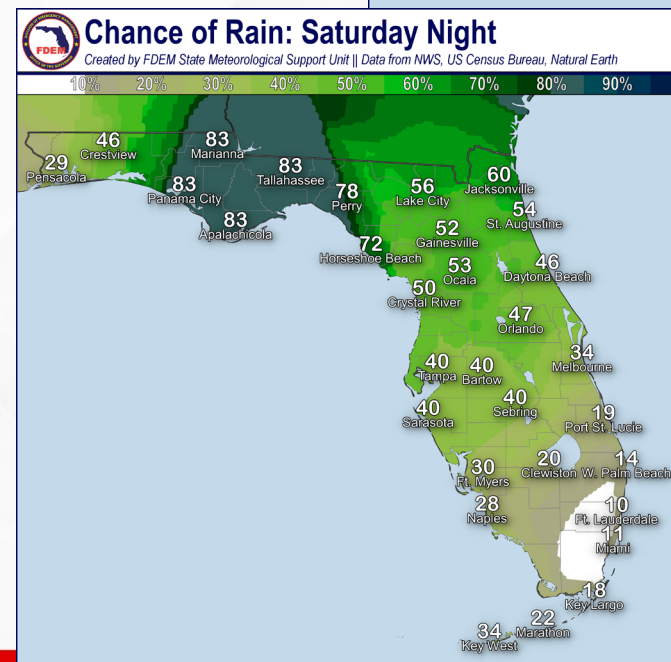 Chance of Rain: Saturday Night
Created by FDEM State Meteorological Support Unit || Data from NWS, US Census Bureau, Natural Earth
FDEM
10% 20% 30% 40% 50% 60% 70% 80% 90%
46
Crestview
29
Pensacola
83
Marianna
83
Tallahassee
83
Panama City
83
Apalachicola
78
Perry
72
Horseshoe Beach
56
Lake City
60
Jacksonville
54
St. Augustine
52
Gainesville
53
Ocala
46
Daytona Beach
50
Crystal River
47
Orlando
34
Melbourne
40
Tampa
40
Bartow
40
Sebring
40
Sarasota
19
Port St. Lucie
30
Ft. Myers
20
Clewiston
14
W. Palm Beach
28
Naples
10
Ft. Lauderdale
11
Miami
18
Key Largo
22
Marathon
34
Key West